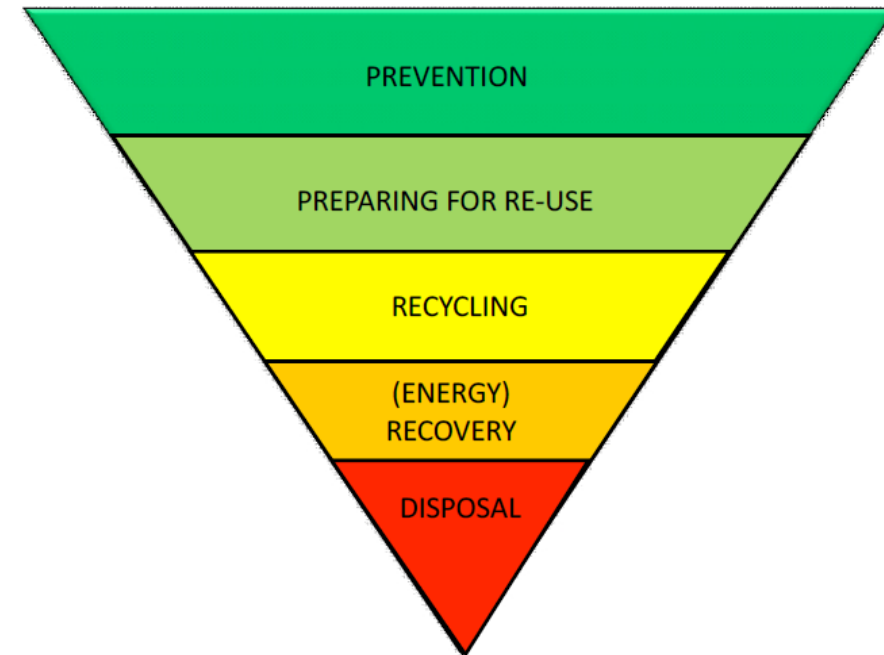 PREVENTION
PREPARING FOR RE-USE
RECYCLING
(ENERGY)
RECOVERY
DISPOSAL